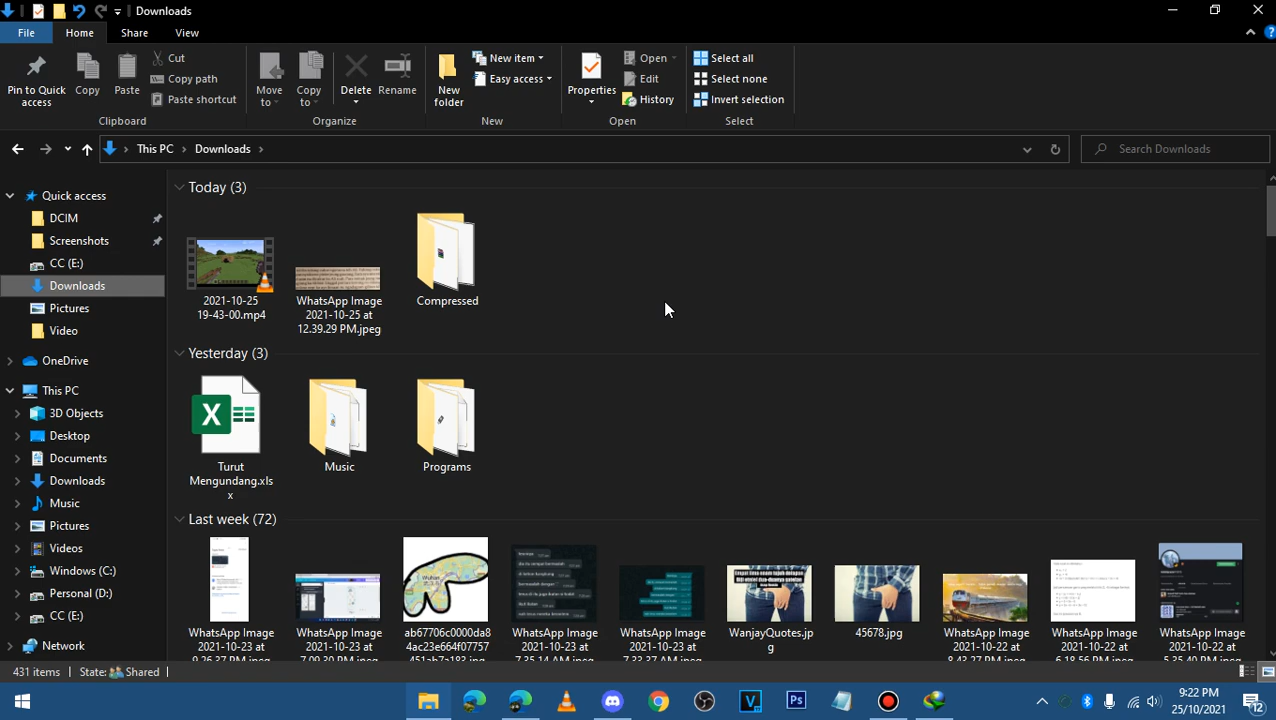 Downloads
File Home Share View
Pin to Quick access
Copy
Paste
Cut
Copy path
Paste shortcut
Clipboard
Move to
Copy to
Delete
Rename
Organize
New folder
New item
Easy access
New
Properties
Open
Edit
History
Open
Select all
Select none
Invert selection
Select
This PC > Downloads >
Search Downloads
Quick access
DCIM
Screenshots
CC (E:)
Downloads
Pictures
Video
OneDrive
This PC
3D Objects
Desktop
Documents
Downloads
Music
Pictures
Videos
Windows (C:)
Personal (D:)
CC (E:)
Network
Today (3)
2021-10-25
19-43-00.mp4
WhatsApp Image
2021-10-25 at
12.39.29 PM.jpeg
Compressed
Yesterday (3)
Turut
Mengundang.xls
x
Music
Programs
Last week (72)
WhatsApp Image
2021-10-23 at
9.26.37 PM.jpeg
WhatsApp Image
2021-10-23 at
7.09.30 PM.jpeg
Wuhan
ab67706c0000da8
4ac23e664f07757
451ab7a183.jpg
WhatsApp Image
2021-10-23 at
7.35.14 AM.jpeg
WhatsApp Image
2021-10-23 at
7.33.37 AM.jpeg
WanjayQuotes.jp
g
45678.jpg
WhatsApp Image
2021-10-22 at
8.43.27 PM.jpeg
WhatsApp Image
2021-10-22 at
6.18.56 PM.jpeg
WhatsApp Image
2021-10-22 at
5.35.40 PM.jpeg
431 items State: Shared
9:22 PM
25/10/2021
12